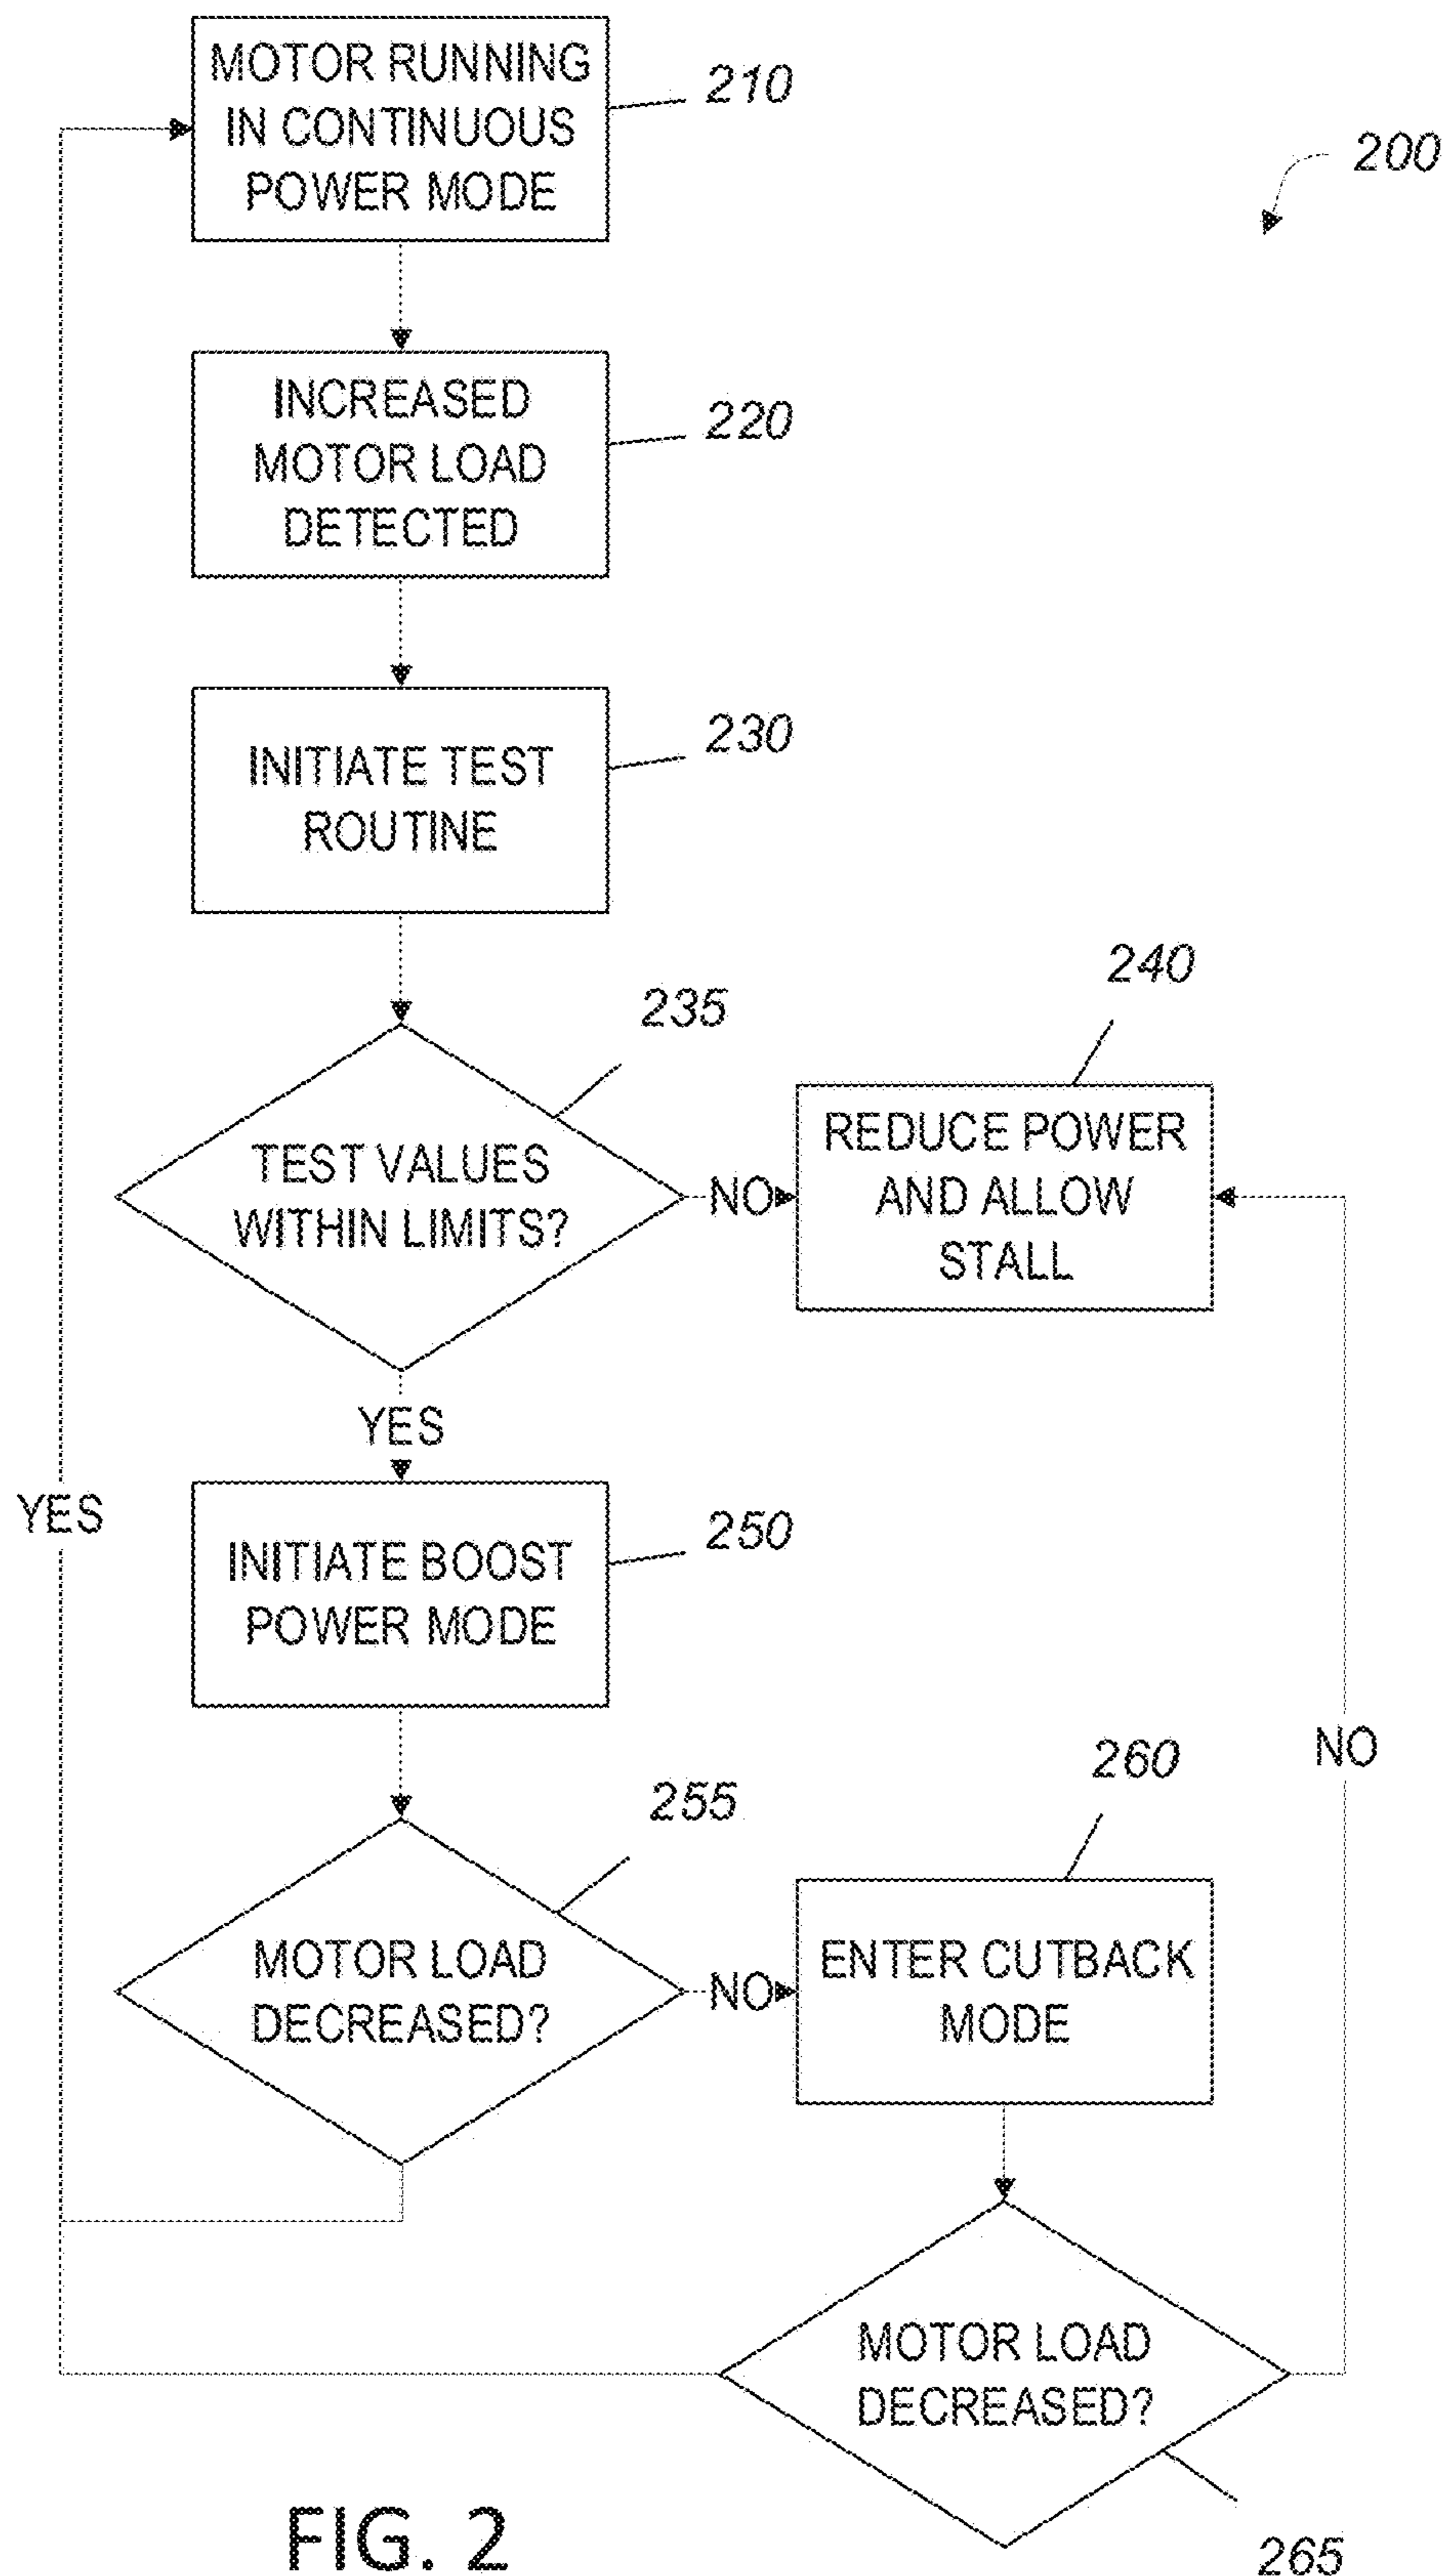 MOTOR RUNNING
IN CONTINUOUS
POWER MODE
210
200
INCREASED
MOTOR LOAD
DETECTED
220
INITIATE TEST
ROUTINE
230
235
TEST VALUES
WITHIN LIMITS?
NO
240
REDUCE POWER
AND ALLOW
STALL
YES
YES
INITIATE BOOST
POWER MODE
250
255
MOTOR LOAD
DECREASED?
NO
260
ENTER CUTBACK
MODE
NO
MOTOR LOAD
DECREASED?
265
FIG. 2